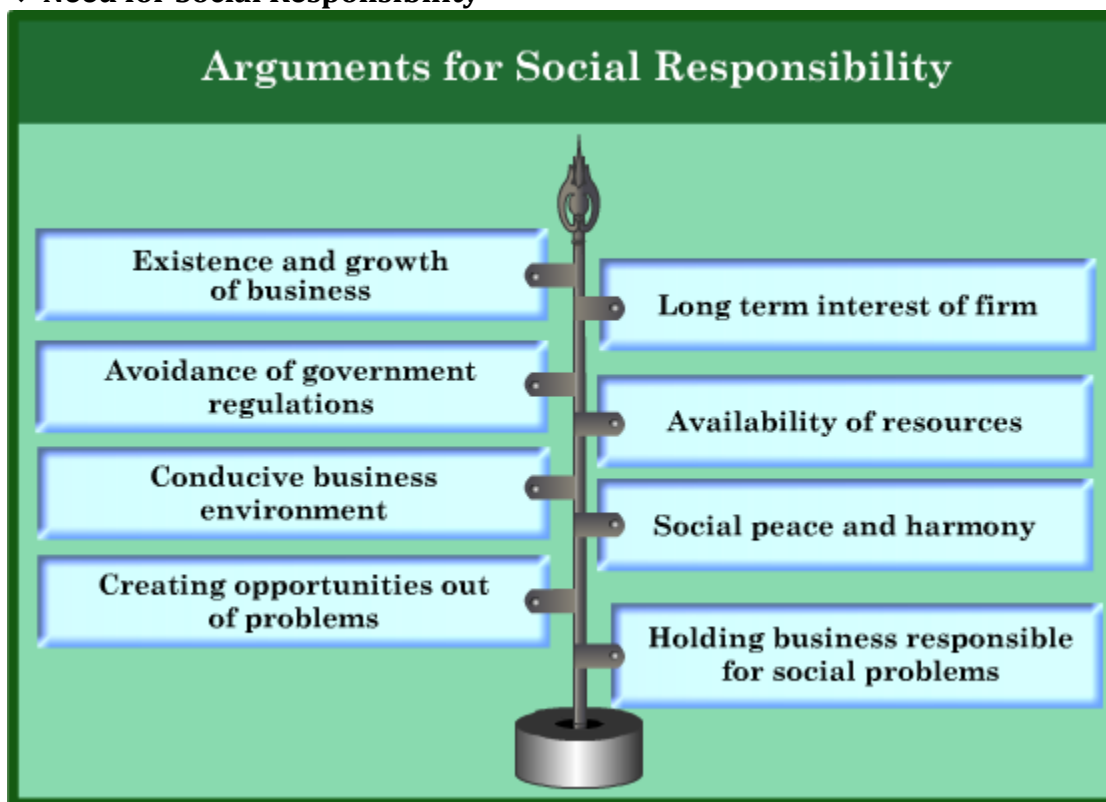 Need for Social Responsibility
Arguments for Social Responsibility
Existence and growth
of business
Long term interest of firm
Avoidance of government
regulations
Availability of resources
Conducive business
environment
Social peace and harmony
Creating opportunities out
of problems
Holding business responsible
for social problems